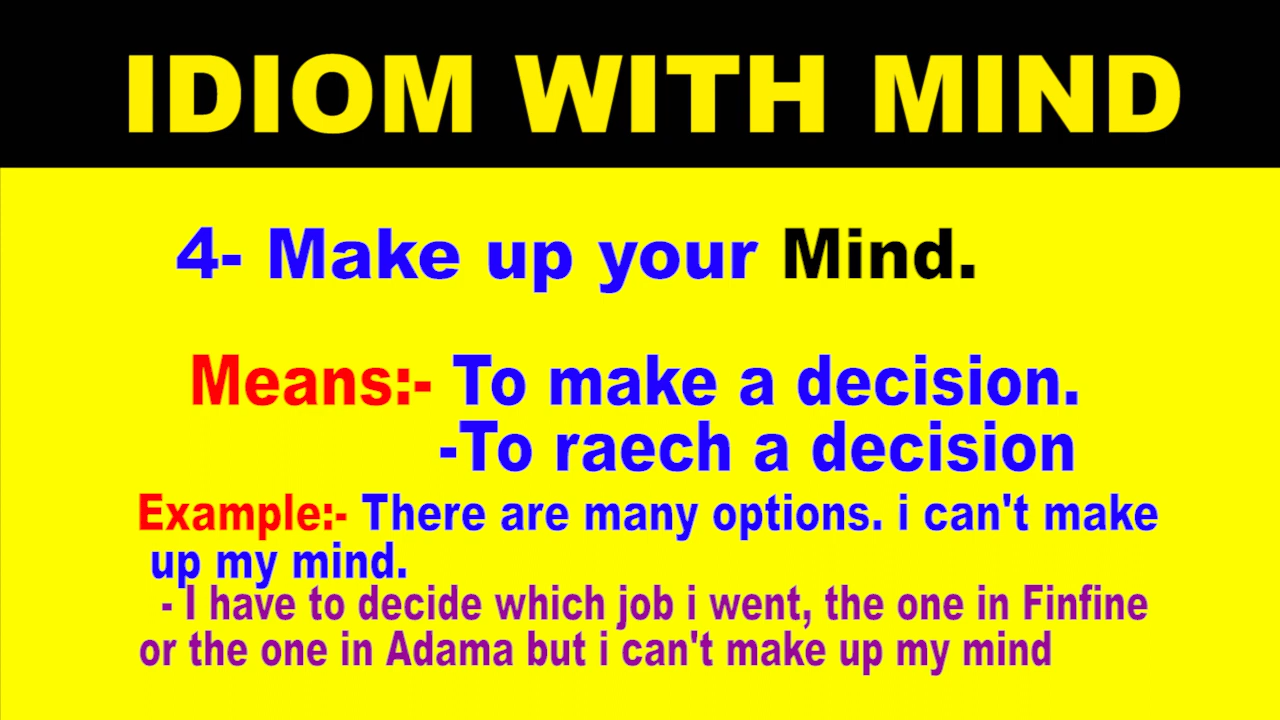 IDIOM WITH MIND
4- Make up your Mind.
Means:- To make a decision.
-To raech a decision
Example:- There are many options. i can't make
up my mind.
- I have to decide which job i went, the one in Finfine
or the one in Adama but i can't make up my mind